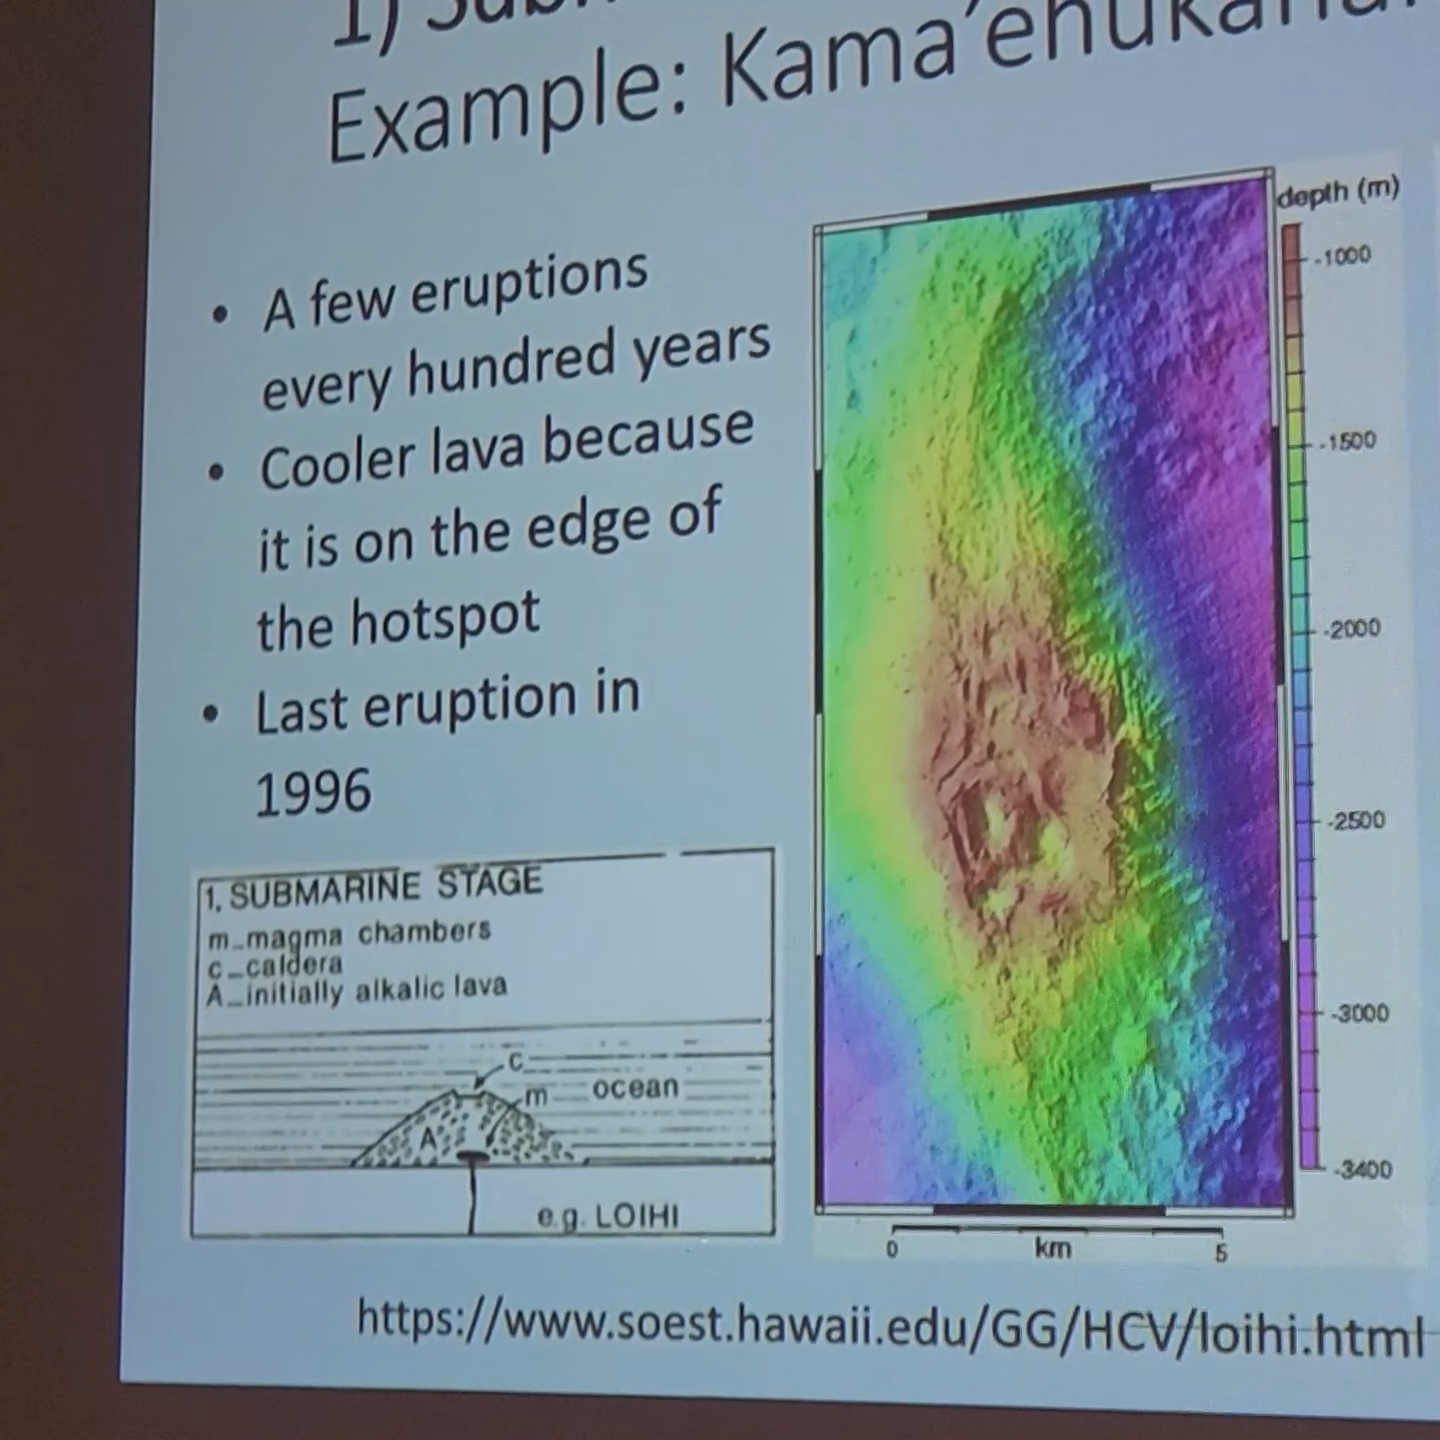 Example: Kama'ehukanal
• A few eruptions
every hundred years
• Cooler lava because
it is on the edge of
the hotspot
• Last eruption in
1996
depth (m)
-1000
-1500
-2000
-2500
-3000
-3400
0 km 5
1. SUBMARINE STAGE
m_magma chambers
c_caldera
A_initially alkalic lava
c
m ocean
A
e.g. LOIHI
https://www.soest.hawaii.edu/GG/HCV/loihi.html